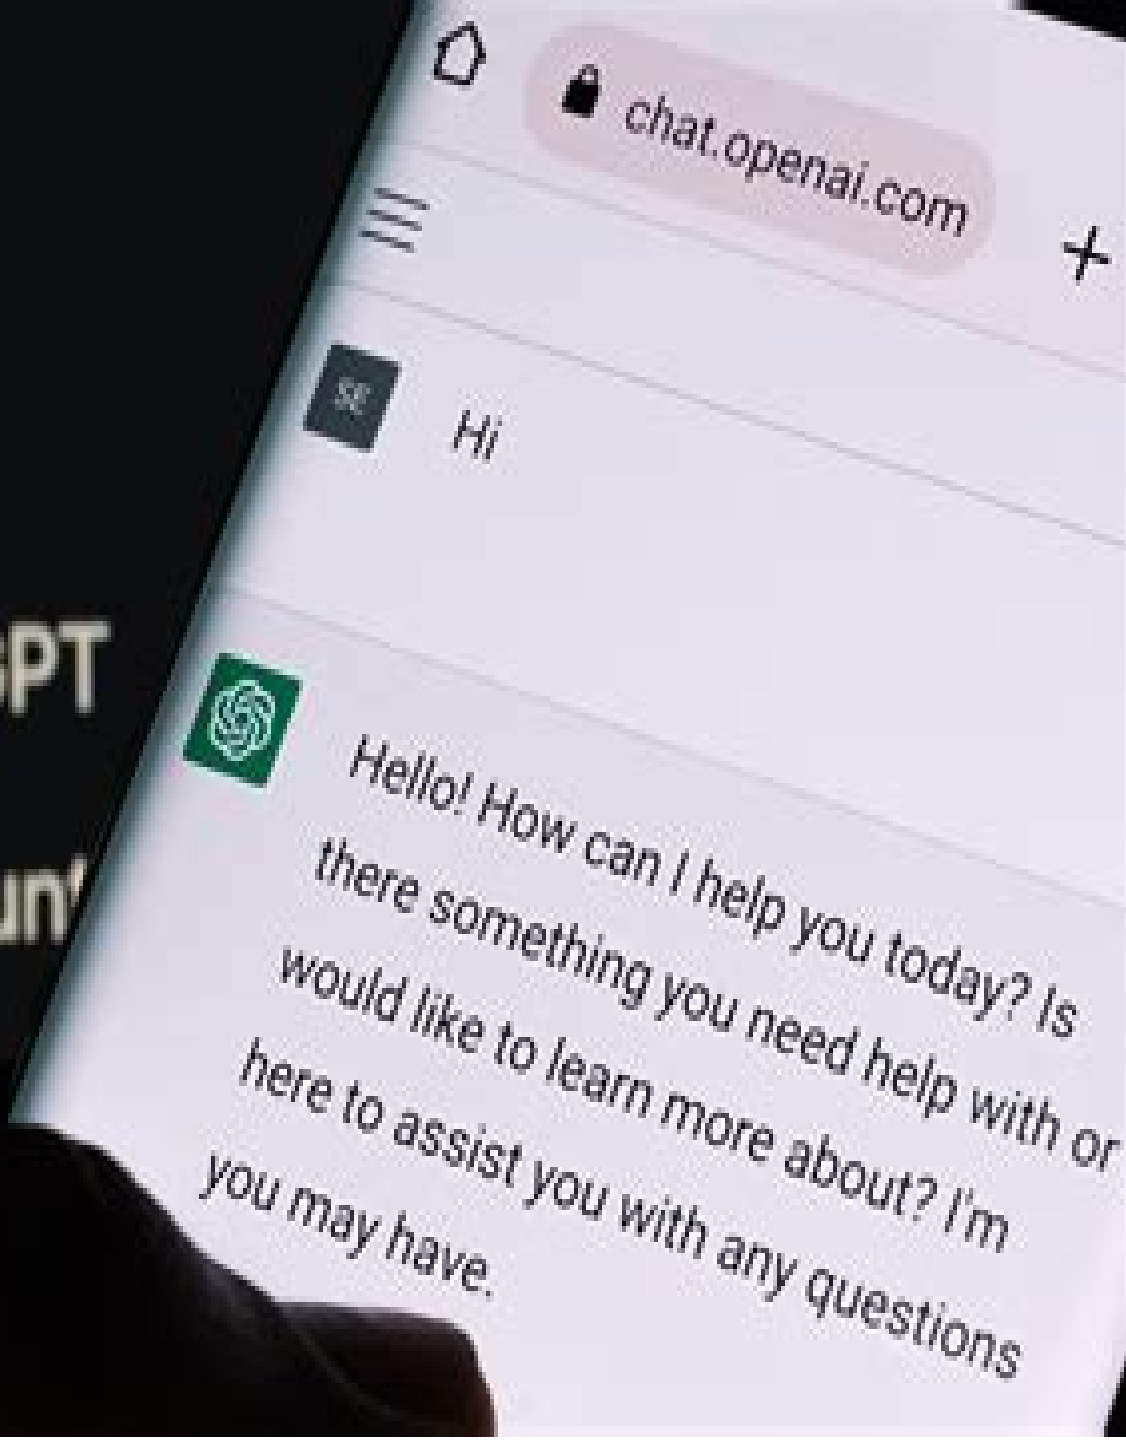 chat.openai.com
SE
Hi
Hello! How can I help you today? Is
there something you need help with or
would like to learn more about? I'm
here to assist you with any questions
you may have.
PT